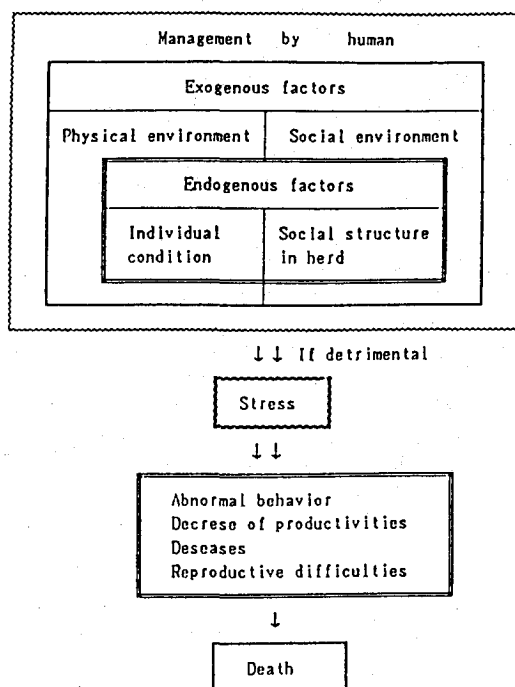 Management by human
Exogenous factors
Physical environment Social environment
Endogenous factors
Individual condition
Social structure in herd
↓↓ If detrimental
Stress
↓↓
Abnormal behavior
Decrese of productivities
Deseases
Reproductive difficulties
↓
Death